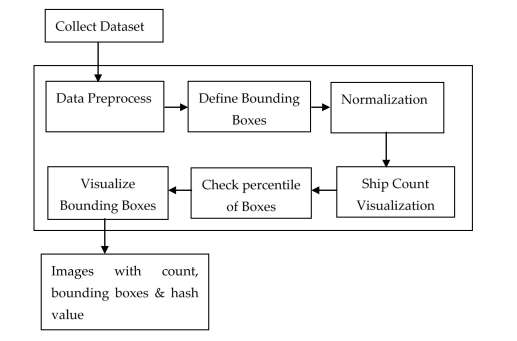 Collect Dataset
Data Preprocess
Define Bounding
Boxes
Normalization
Ship Count
Visualization
Check percentile
of Boxes
Visualize
Bounding Boxes
Images with count,
bounding boxes & hash
value